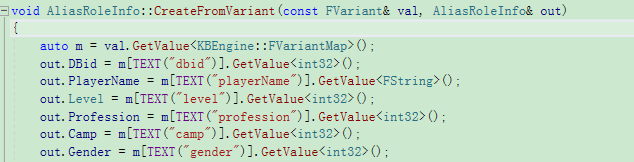 void AliasRoleInfo::CreateFromVariant(const FVariant& val, AliasRoleInfo& out)
{
auto m = val.GetValue<KBEngine::FVariantMap>();
out.DBid = m[TEXT("dbid")].GetValue<int32>();
out.PlayerName = m[TEXT("playerName")].GetValue<FString>();
out.Level = m[TEXT("level")].GetValue<int32>();
out.Profession = m[TEXT("profession")].GetValue<int32>();
out.Camp = m[TEXT("camp")].GetValue<int32>();
out.Gender = m[TEXT("gender")].GetValue<int32>();